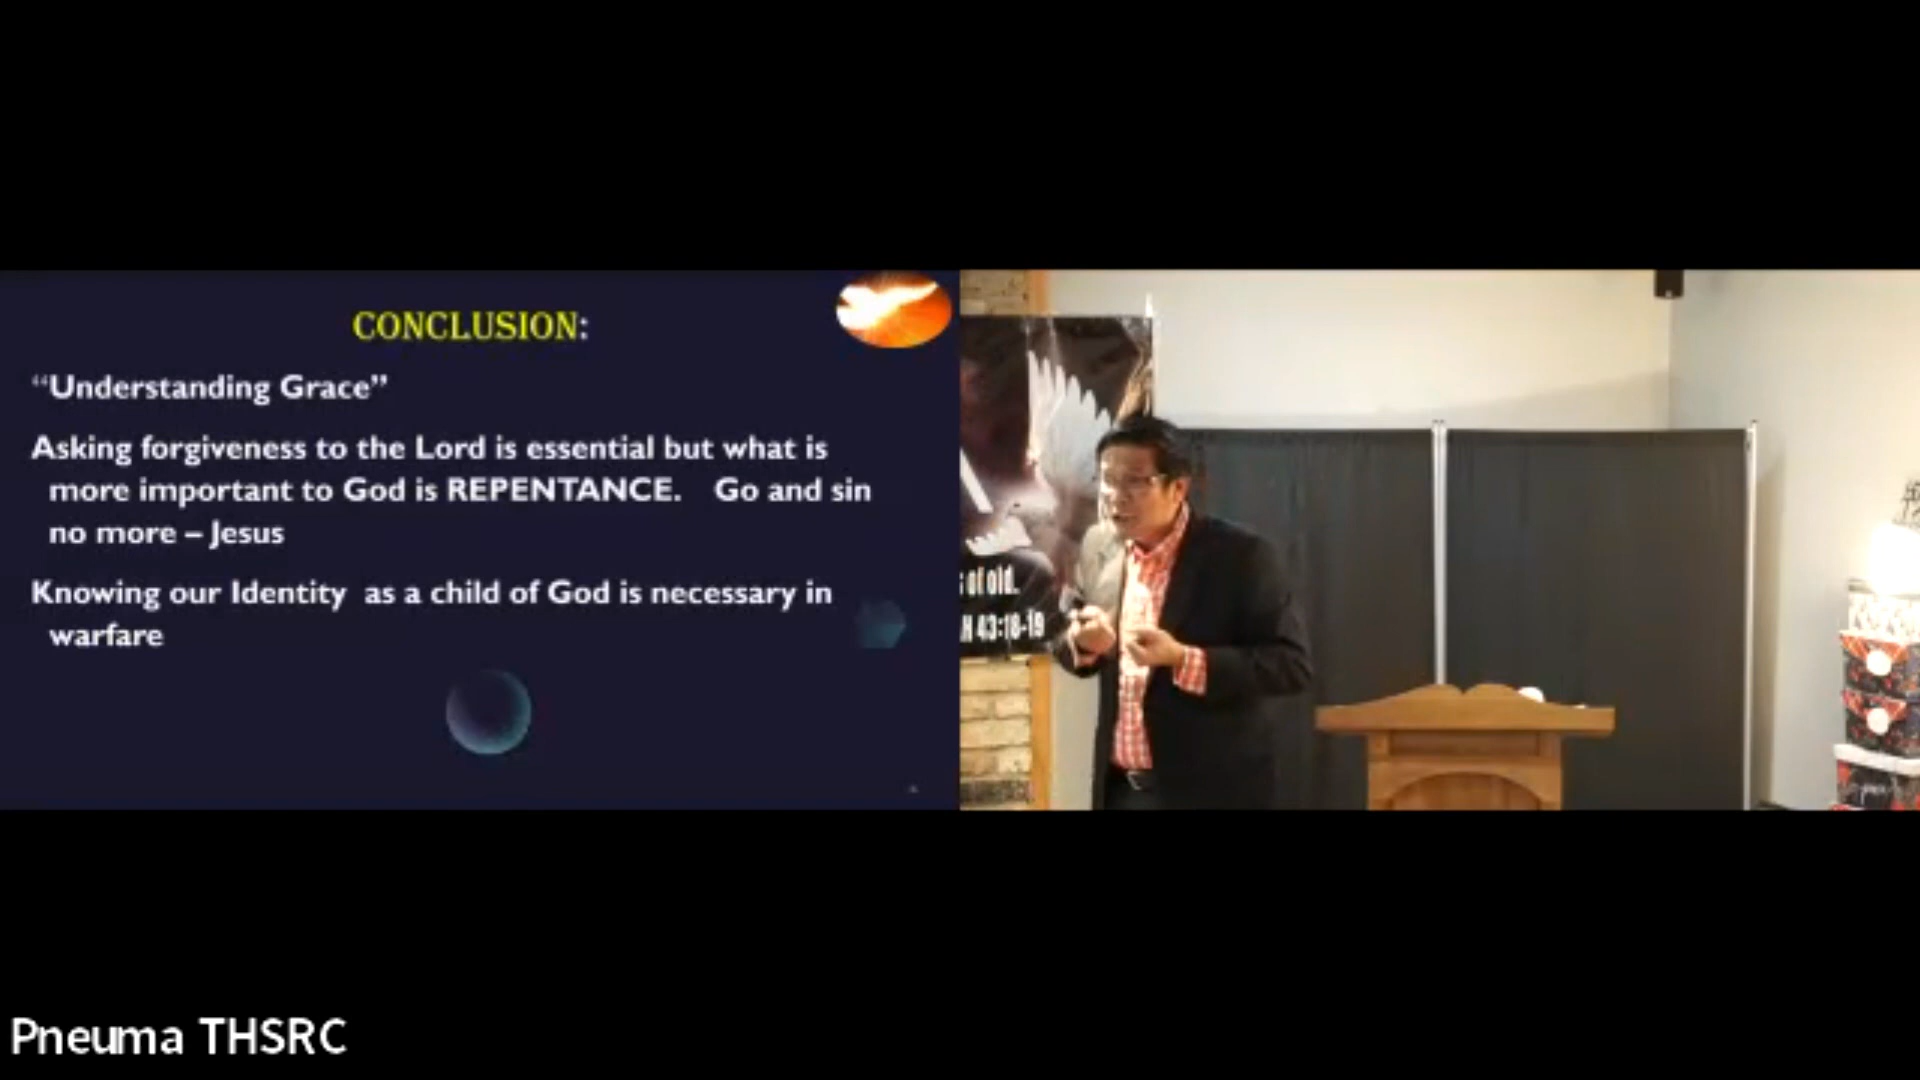 CONCLUSION:
“Understanding Grace”
Asking forgiveness to the Lord is essential but what is
more important to God is REPENTANCE. Go and sin
no more – Jesus
Knowing our Identity as a child of God is necessary in
warfare
of old.
43:18-19
Pneuma THSRC